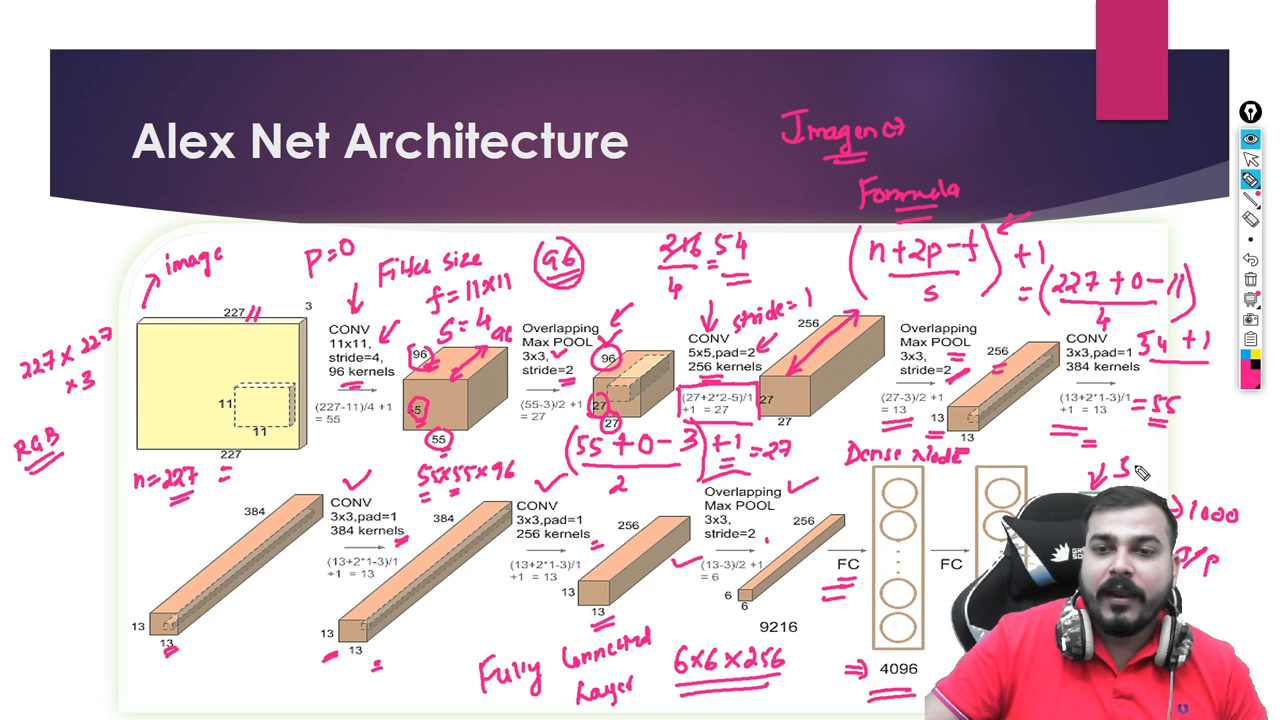 Alex Net Architecture
Imagenet
Formula
(n+2p-f)/s + 1
= (227 + 0 - 11)/4
54 + 1
= 55
216/4 = 54
image
P=0
Filter size
f = 11x11
S = 4
96
96
227 x 227
x 3
RGB
n = 227
227
3
11
11
227
CONV
11x11,
stride=4,
96 kernels
(227-11)/4 +1
= 55
96
55
55
55x55x96
Overlapping
Max POOL
3x3,
stride=2
(55-3)/2 +1
= 27
96
27
27
(55 + 0 - 3)/2 + 1 = 27
CONV
5x5,pad=2
256 kernels
stride=1
(27+2*2-5)/1
+1 = 27
256
27
27
Overlapping
Max POOL
3x3,
stride=2
(27-3)/2 +1
= 13
256
13
13
CONV
3x3,pad=1
384 kernels
(13+2*1-3)/1
+1 = 13
384
13
13
CONV
3x3,pad=1
384 kernels
(13+2*1-3)/1
+1 = 13
384
13
13
CONV
3x3,pad=1
256 kernels
(13+2*1-3)/1
+1 = 13
256
13
13
Overlapping
Max POOL
3x3,
stride=2
(13-3)/2 +1
= 6
256
6
6
9216
Fully Connected
Layer
6x6x256
FC
Dense Node
4096
FC
1000
O/P